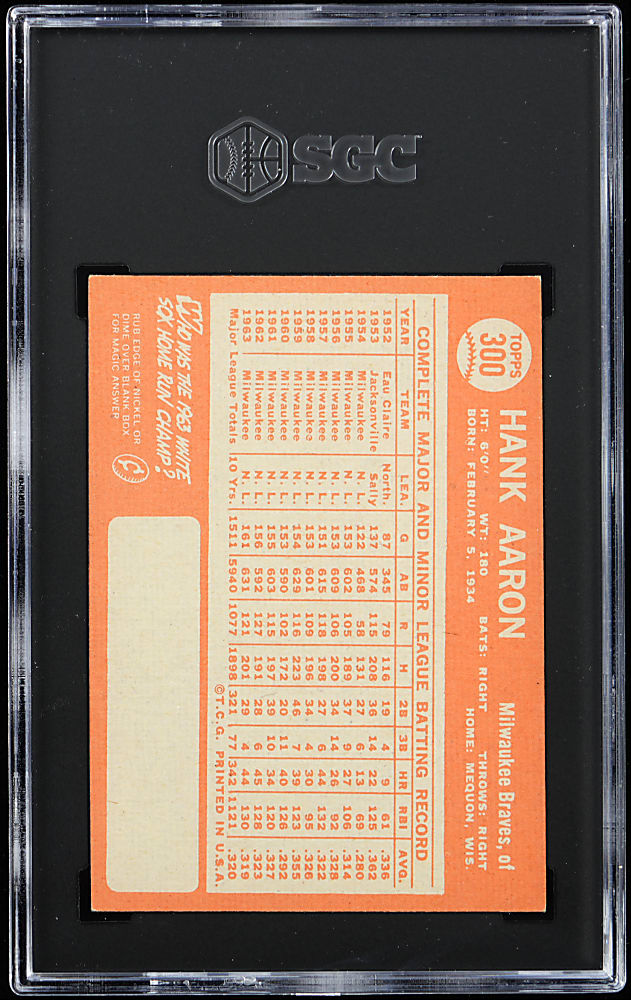 SGC
TOPPS
300
HANK AARON Milwaukee Braves, of
HT: 6'0" WT: 180 BATS: RIGHT THROWS: RIGHT
BORN: FEBRUARY 5, 1934 HOME: MEQUON, WIS.
COMPLETE MAJOR AND MINOR LEAGUE BATTING RECORD
YEAR TEAM LEA. G AB R H 2B 3B HR RBI AVG.
1952 Eau Claire North. 87 345 79 116 19 4 9 61 .336
1953 Jacksonville Sally 137 574 115 208 36 14 22 125 .362
1954 Milwaukee N. L. 122 468 58 131 27 6 13 69 .280
1955 Milwaukee N. L. 153 602 105 189 37 9 27 106 .314
1956 Milwaukee N. L. 153 609 106 200 34 14 26 92 .328
1957 Milwaukee N. L. 151 615 118 198 27 6 44 132 .322
1958 Milwaukee N. L. 153 601 109 196 34 4 30 95 .326
1959 Milwaukee N. L. 154 629 116 223 46 7 39 123 .355
1960 Milwaukee N. L. 153 590 102 172 20 11 40 126 .292
1961 Milwaukee N. L. 155 603 115 197 39 10 34 120 .327
1962 Milwaukee N. L. 156 592 127 191 28 6 45 128 .323
1963 Milwaukee N. L. 161 631 121 201 29 4 44 130 .319
Major League Totals 10 Yrs. 1511 5940 1077 1898 321 77 342 1121 .320
©T.C.G. PRINTED IN U.S.A.
WHO WAS THE 1963 WHITE
SOX HOME RUN CHAMP?
RUB EDGE OF NICKEL OR
DIME OVER BLANK BOX
FOR MAGIC ANSWER